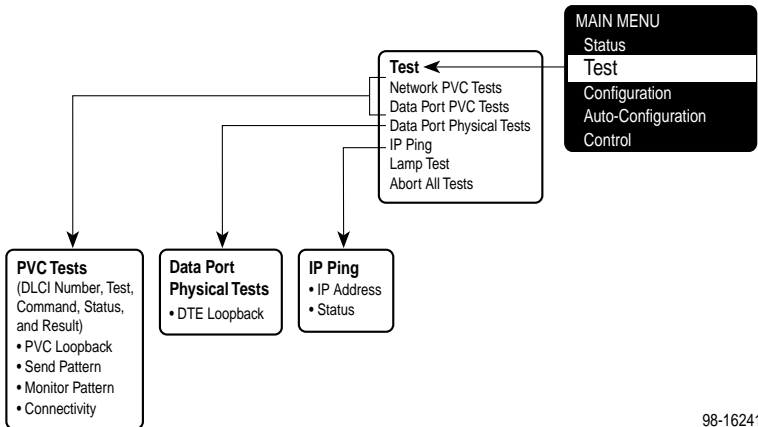 MAIN MENU
Status
Test
Configuration
Auto-Configuration
Control
Test
Network PVC Tests
Data Port PVC Tests
Data Port Physical Tests
IP Ping
Lamp Test
Abort All Tests
PVC Tests
(DLCI Number, Test,
Command, Status,
and Result)
• PVC Loopback
• Send Pattern
• Monitor Pattern
• Connectivity
Data Port
Physical Tests
• DTE Loopback
IP Ping
• IP Address
• Status
98-16241